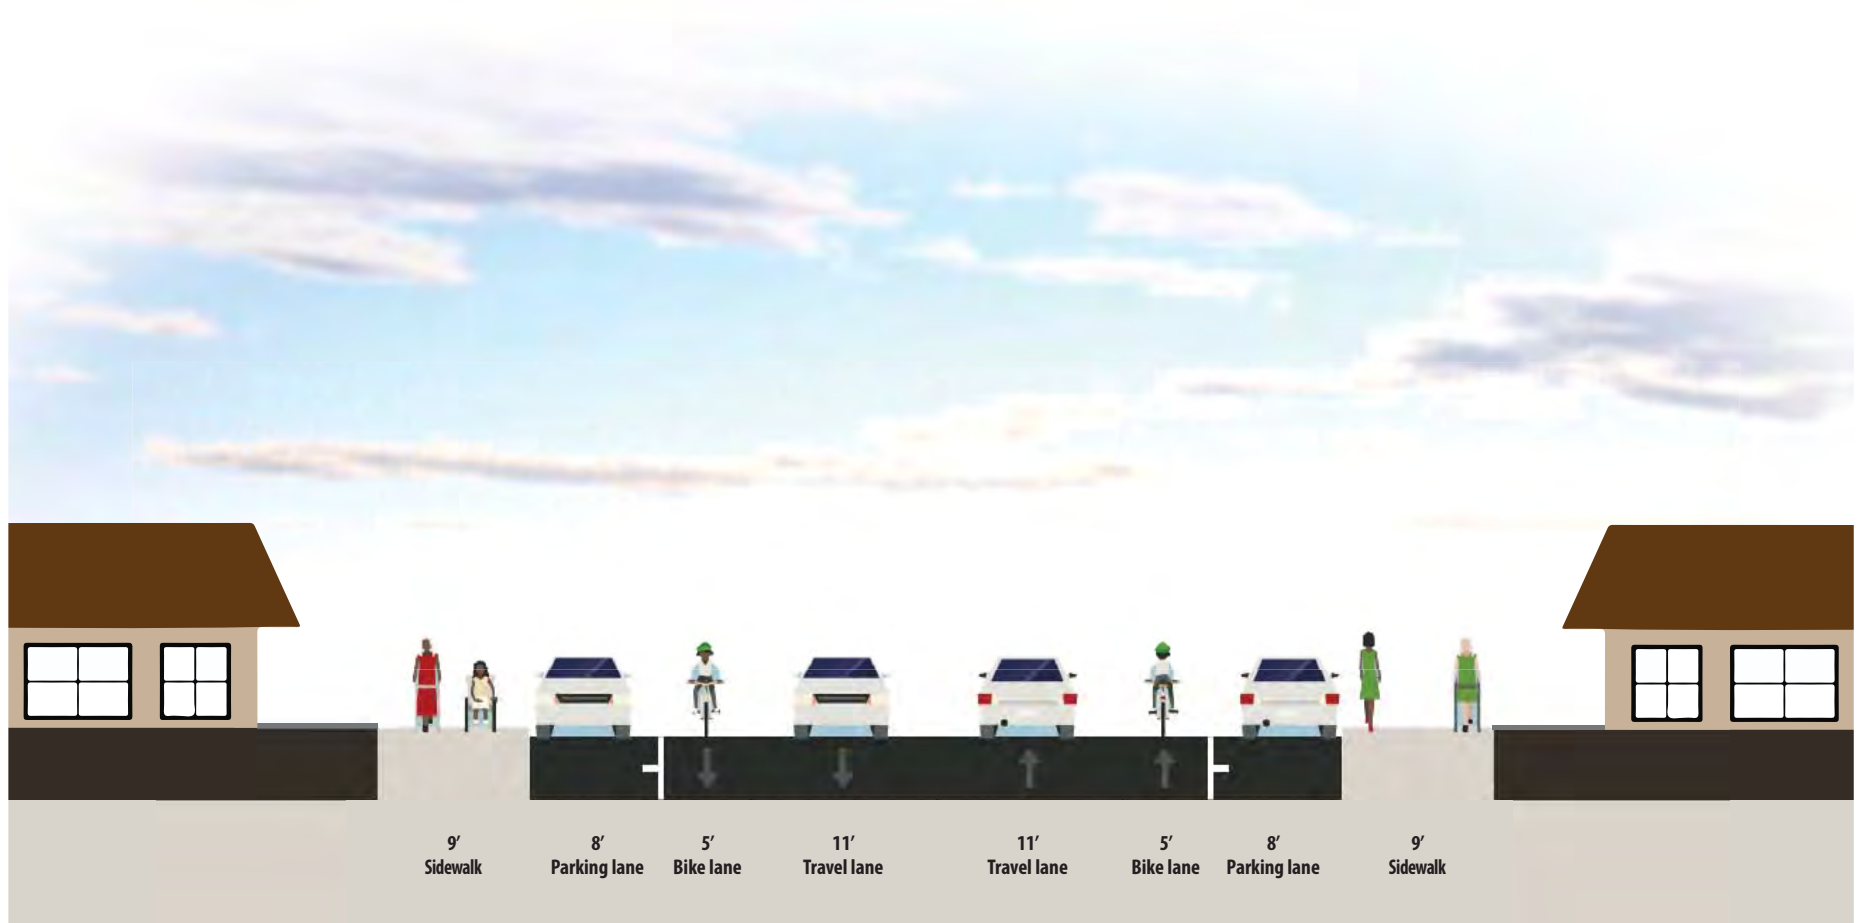 9′ 8′ 5′ 11′ 11′ 5′ 8′ 9′
Sidewalk Parking lane Bike lane Travel lane Travel lane Bike lane Parking lane Sidewalk